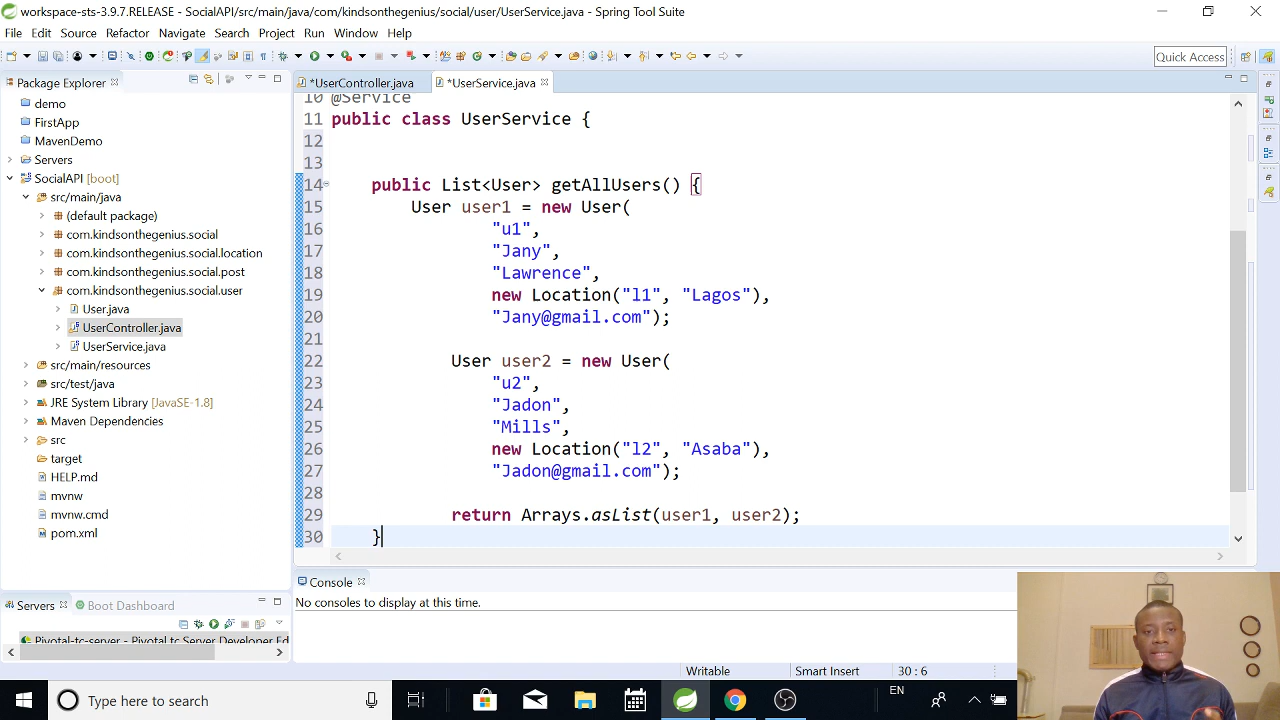 workspace-sts-3.9.7.RELEASE - SocialAPI/src/main/java/com/kindsonthegenius/social/user/UserService.java - Spring Tool Suite
File Edit Source Refactor Navigate Search Project Run Window Help
Quick Access
Package Explorer
demo
FirstApp
MavenDemo
Servers
SocialAPI [boot]
src/main/java
(default package)
com.kindsonthegenius.social
com.kindsonthegenius.social.location
com.kindsonthegenius.social.post
com.kindsonthegenius.social.user
User.java
UserController.java
UserService.java
src/main/resources
src/test/java
JRE System Library [JavaSE-1.8]
Maven Dependencies
src
target
HELP.md
mvnw
mvnw.cmd
pom.xml
*UserController.java *UserService.java
10 @Service
11 public class UserService {
12
13
14 public List<User> getAllUsers() {
15 User user1 = new User(
16 "u1",
17 "Jany",
18 "Lawrence",
19 new Location("l1", "Lagos"),
20 "Jany@gmail.com");
21
22 User user2 = new User(
23 "u2",
24 "Jadon",
25 "Mills",
26 new Location("l2", "Asaba"),
27 "Jadon@gmail.com");
28
29 return Arrays.asList(user1, user2);
30 }
Console
No consoles to display at this time.
Servers Boot Dashboard
Pivotal-tc-server - Pivotal tc Server Developer Ed
Writable Smart Insert 30 : 6
Type here to search
EN